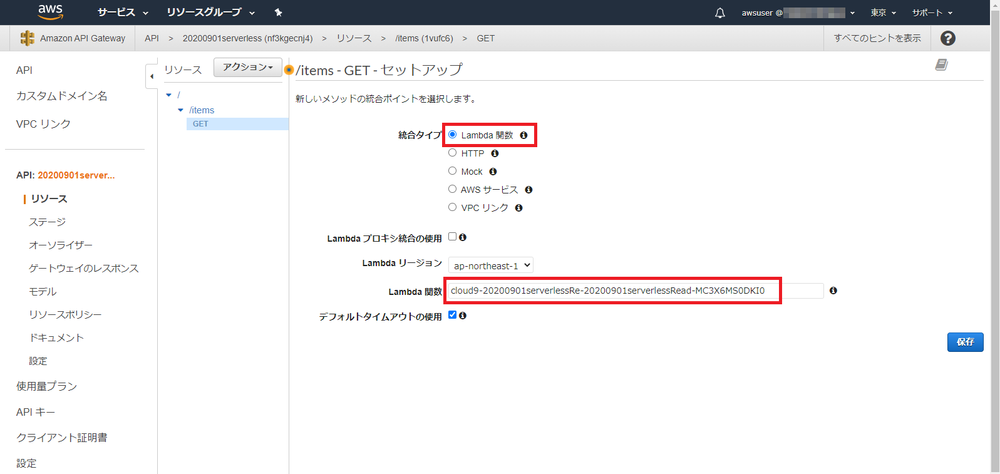 aws サービス リソースグループ awsuser @ 東京 サポート
Amazon API Gateway API > 20200901serverless (nf3kgecnj4) > リソース > /items (1vufc6) > GET すべてのヒントを表示 ?
API
カスタムドメイン名
VPC リンク
API: 20200901server...
リソース
ステージ
オーソライザー
ゲートウェイのレスポンス
モデル
リソースポリシー
ドキュメント
設定
使用量プラン
API キー
クライアント証明書
設定
リソース アクション
/
/items
GET
/items - GET - セットアップ
新しいメソッドの統合ポイントを選択します。
統合タイプ Lambda 関数
HTTP
Mock
AWS サービス
VPC リンク
Lambda プロキシ統合の使用
Lambda リージョン ap-northeast-1
Lambda 関数 cloud9-20200901serverlessRe-20200901serverlessRead-MC3X6MS0DKI0
デフォルトタイムアウトの使用
保存